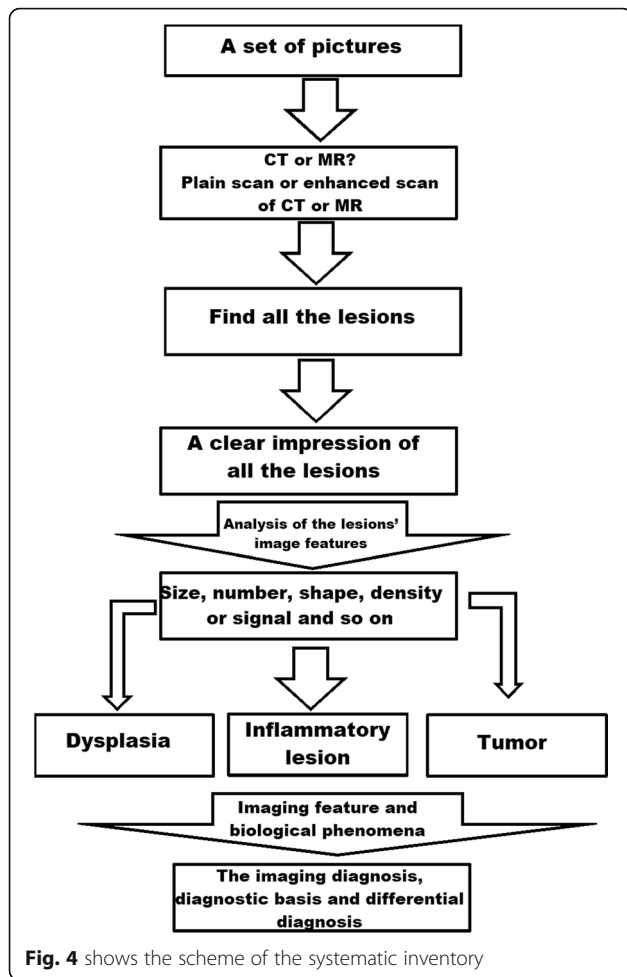 A set of pictures
CT or MR?
Plain scan or enhanced scan
of CT or MR
Find all the lesions
A clear impression of
all the lesions
Analysis of the lesions'
image features
Size, number, shape, density
or signal and so on
Dysplasia
Inflammatory
lesion
Tumor
Imaging feature and
biological phenomena
The imaging diagnosis,
diagnostic basis and differential
diagnosis
Fig. 4 shows the scheme of the systematic inventory